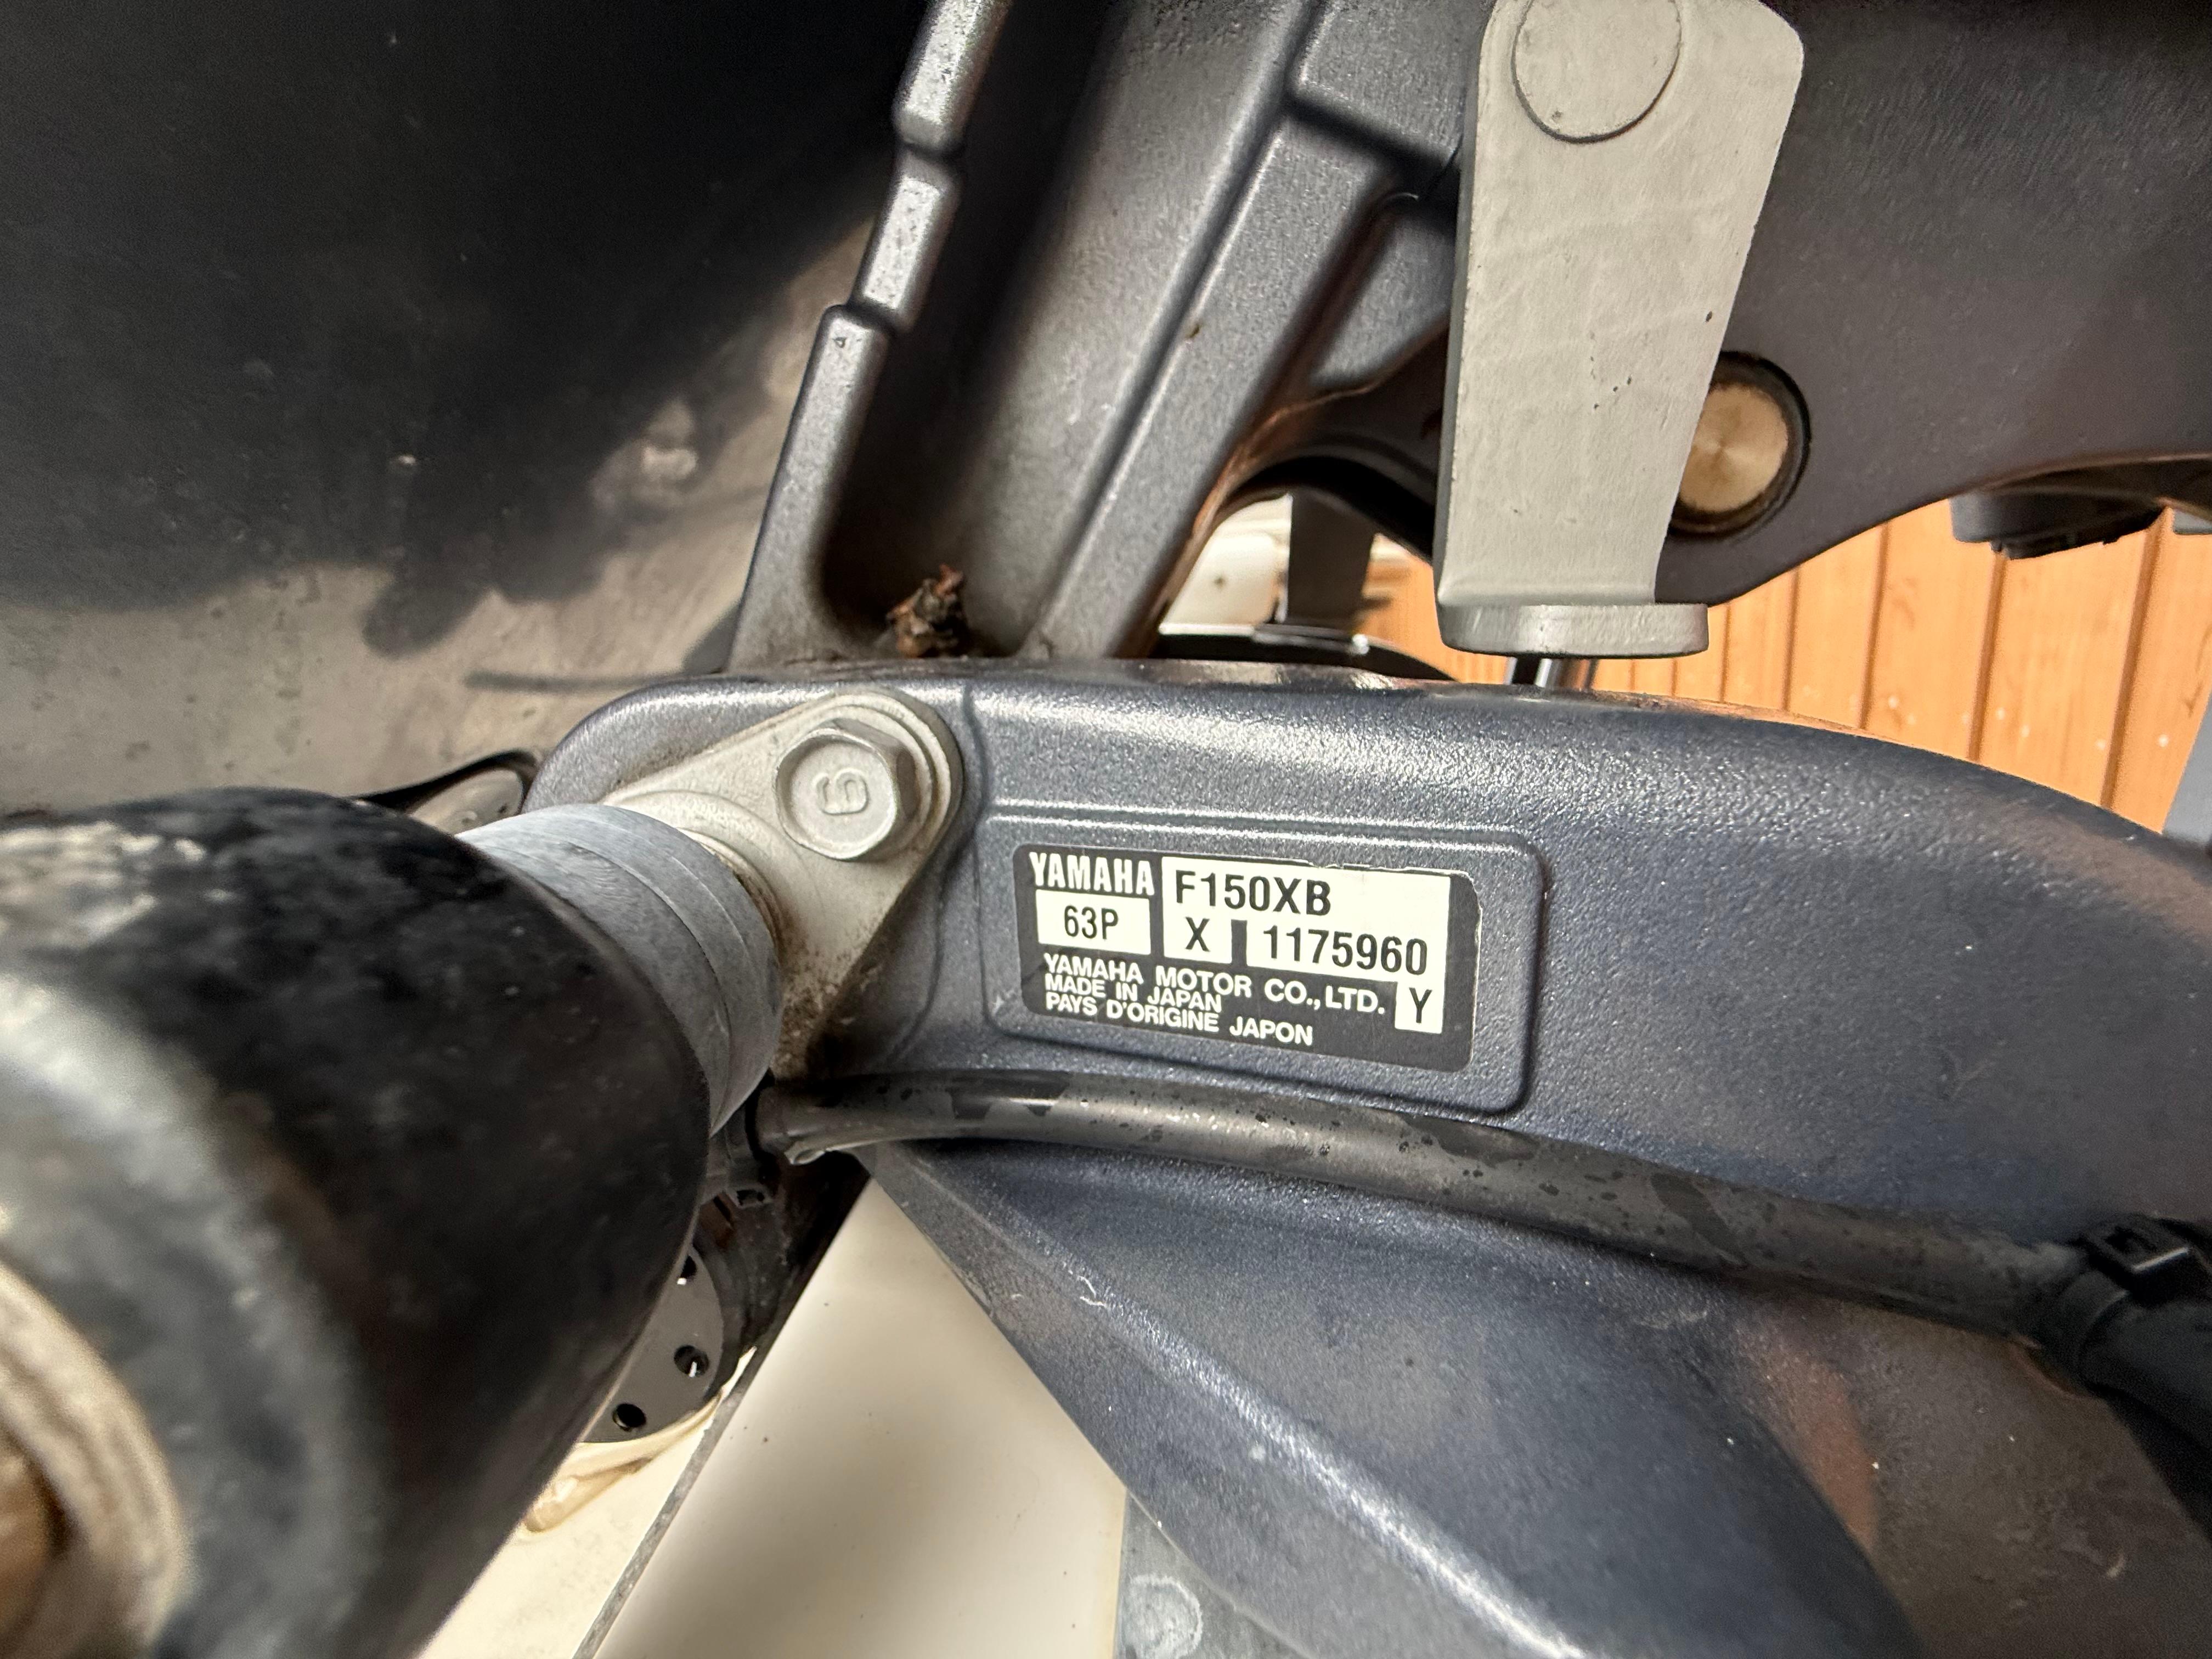 6
YAMAHA F150XB
63P X 1175960
YAMAHA MOTOR CO., LTD. Y
MADE IN JAPAN
PAYS D'ORIGINE JAPON